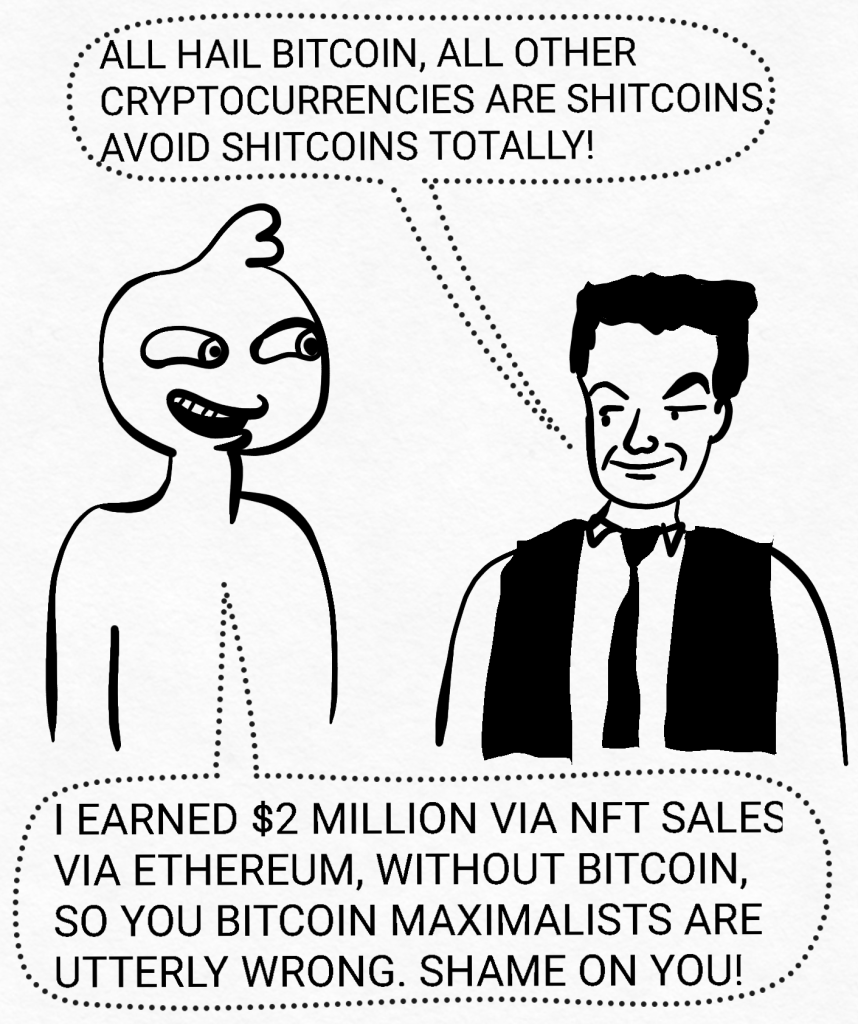 ALL HAIL BITCOIN, ALL OTHER
CRYPTOCURRENCIES ARE SHITCOINS,
AVOID SHITCOINS TOTALLY!
I EARNED $2 MILLION VIA NFT SALES
VIA ETHEREUM, WITHOUT BITCOIN,
SO YOU BITCOIN MAXIMALISTS ARE
UTTERLY WRONG. SHAME ON YOU!